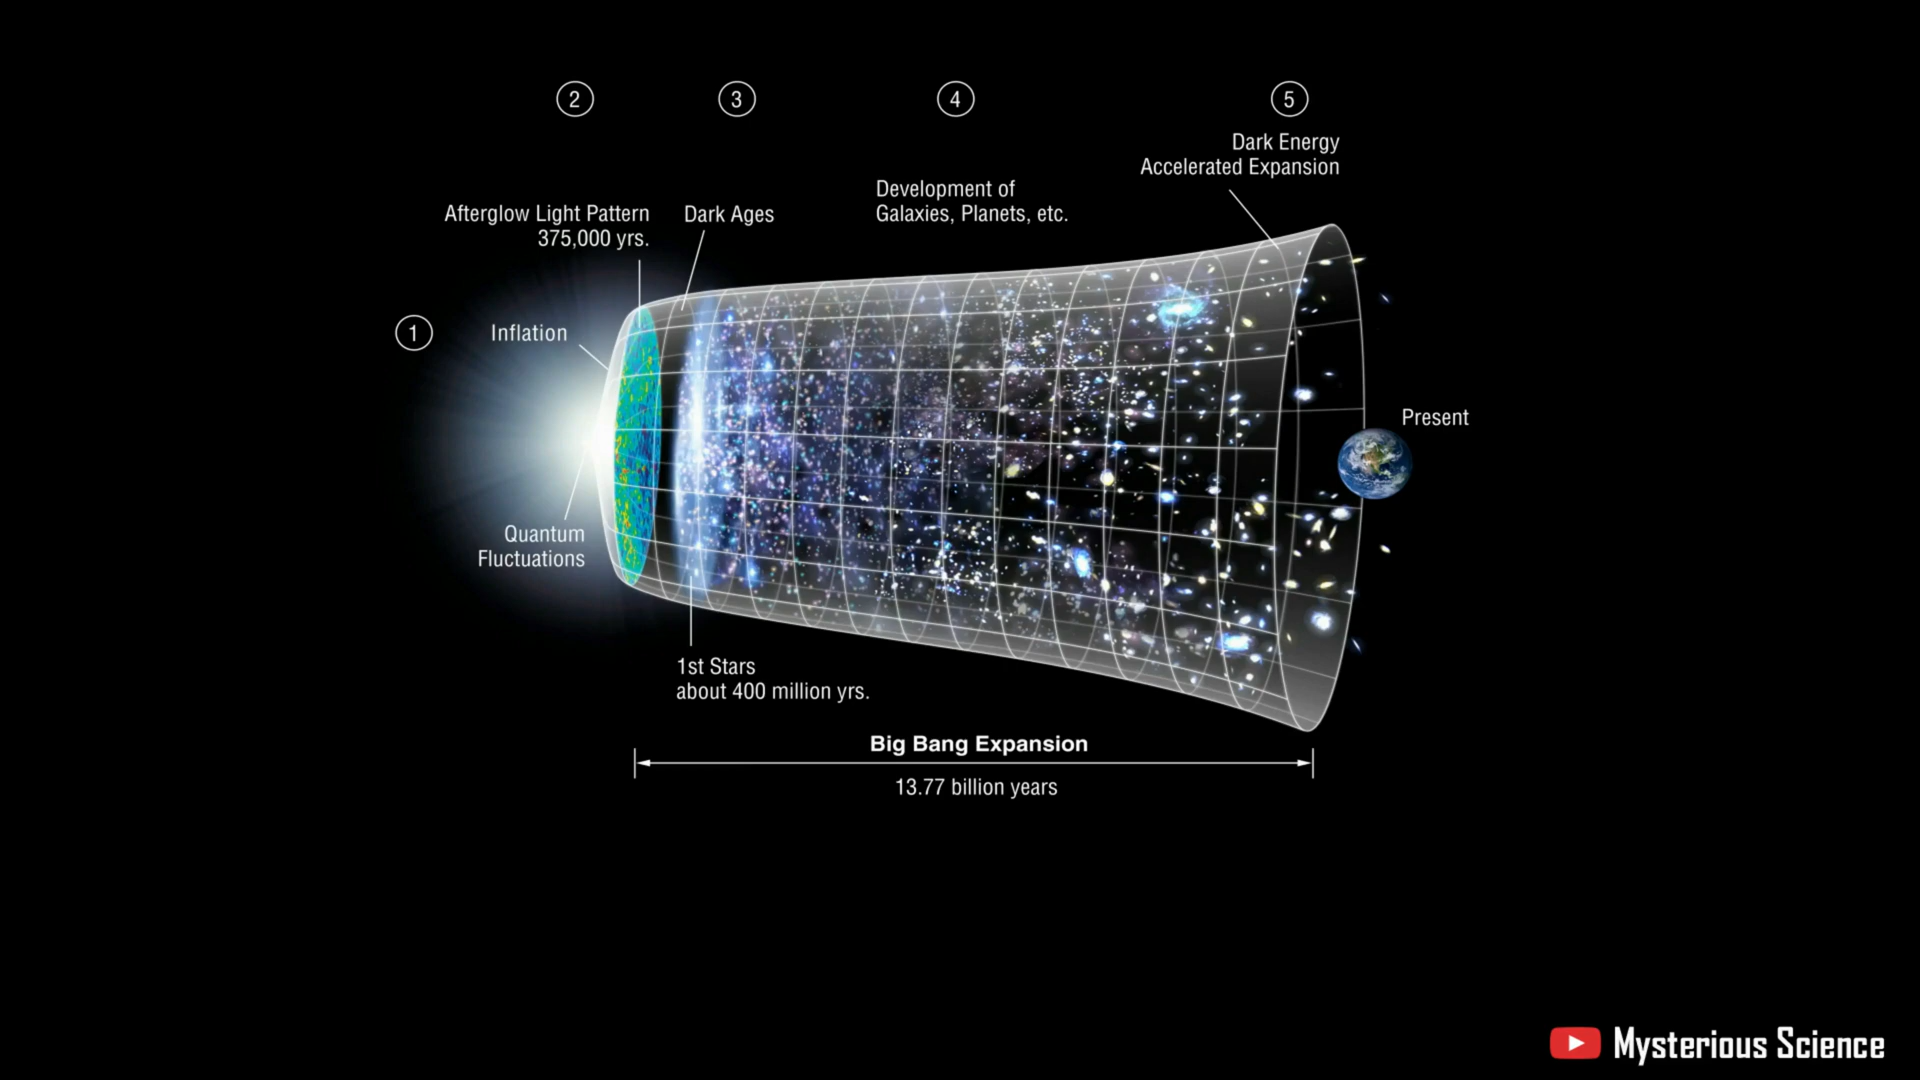 2
3
4
5
Dark Energy
Accelerated Expansion
Development of
Galaxies, Planets, etc.
Afterglow Light Pattern
375,000 yrs.
Dark Ages
1
Inflation
Present
Quantum
Fluctuations
1st Stars
about 400 million yrs.
Big Bang Expansion
13.77 billion years
Mysterious Science